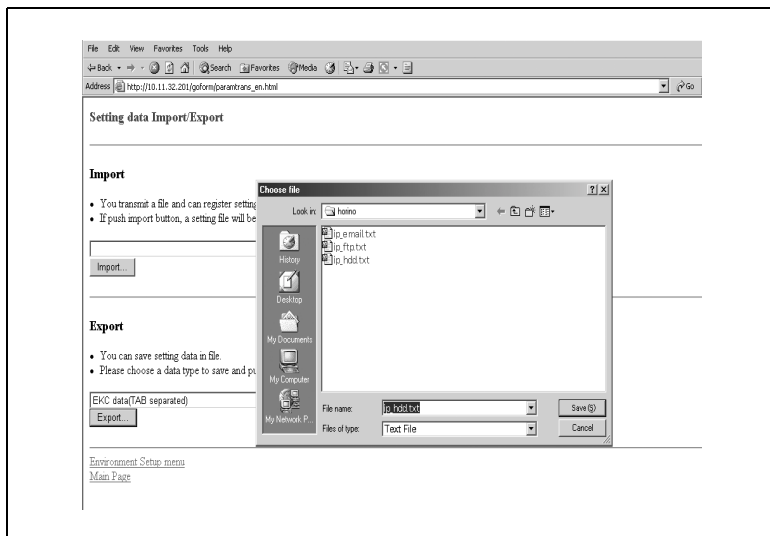 File Edit View Favorites Tools Help
Back Search Favorites Media
Address http://10.11.32.201/goform/paramtrans_en.html Go
Setting data Import/Export
Import
• You transmit a file and can register setting
• If push import button, a setting file will be
Import...
Export
• You can save setting data in file.
• Please choose a data type to save and pu
EKC data(TAB separated)
Export...
Environment Setup menu
Main Page
Choose file
Look in: horino
ip_email.txt
ip_ftp.txt
ip_hdd.txt
History
Desktop
My Documents
My Computer
My Network P...
File name: ip_hdd.txt Save (S)
Files of type: Text File Cancel